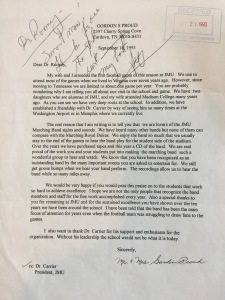 GORDON S PROUD
2397 Cherry Spring Cove
Cordova, TN
September 10, 1993
Dear Dr. Rooney,
My wife and I attended the first football game of this season at JMU. We use to
attend most of the games when we lived in Virginia over seven years ago. However, since
moving to Tennessee we are limited to about the game per year. You are probably
wondering why I am telling you all about our visit to the school and game. We have two
daughters who are alumnae of JMU, and my wife attended Madison College many years
ago. As you can see we have very deep roots at the school. In addition, we have
established a friendship with Dr. Carrier by way of seeing him so many times at the
Washington Airport or in Memphis where we currently live.
The real reason that I am writing is to tell you that we are lovers of the JMU
Marching Band sights and sounds. We have heard many other bands but none of them can
compare with the Marching Royal Dukes. We enjoy the band so much that we actually
stay to the end of the games to hear the band play for the student side of the stadium.
Over the years we have purchased tapes and this year a CD of the band. We are real
proud of the work you and your students put into making the marching band such a
wonderful group to hear and watch. We know that you have been recognized as an
outstanding band by the many important events you are asked to entertain for. We still
get goose bumps when we hear your band perform. The recordings allow us to hear the
band while so many miles away.
We would be very happy if you would pass this praise on to the students that work
so hard to achieve excellence. I hope we are not the only people that recognize the band
members and staff for the fine work accomplished every year. Also a special thanks to
you for remaining at JMU and for the sustained excellence you have shown over the ten
years we have been around the school. I have been told that the band has been the main
focus of attention for years even when the football team was struggling to draw fans to the
games.
I also want to thank Dr. Carrier for his support and enthusiasm for the
organization. Without his leadership the school would not be what it is today.
Sincerely,
Mr. & Mrs. Gordon Proud
cc: Dr. Carrier
President, JMU